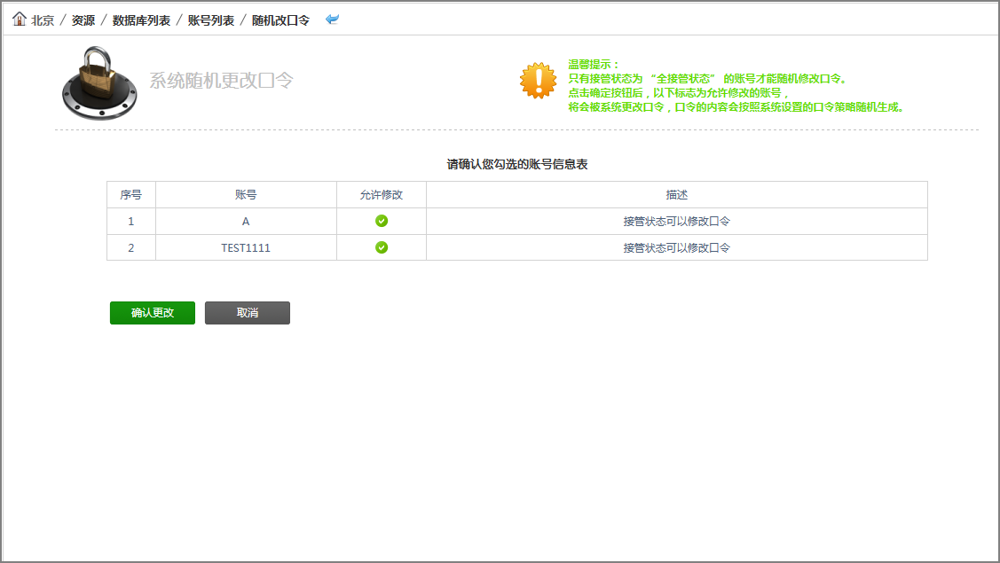 北京 / 资源 / 数据库列表 / 账号列表 / 随机改口令
系统随机更改口令
温馨提示：
只有接管状态为 “全接管状态” 的账号才能随机修改口令。
点击确定按钮后，以下标志为允许修改的账号，
将会被系统更改口令，口令的内容会按照系统设置的口令策略随机生成。
请确认您勾选的账号信息表
序号 账号 允许修改 描述
1 A 接管状态可以修改口令
2 TEST1111 接管状态可以修改口令
确认更改 取消